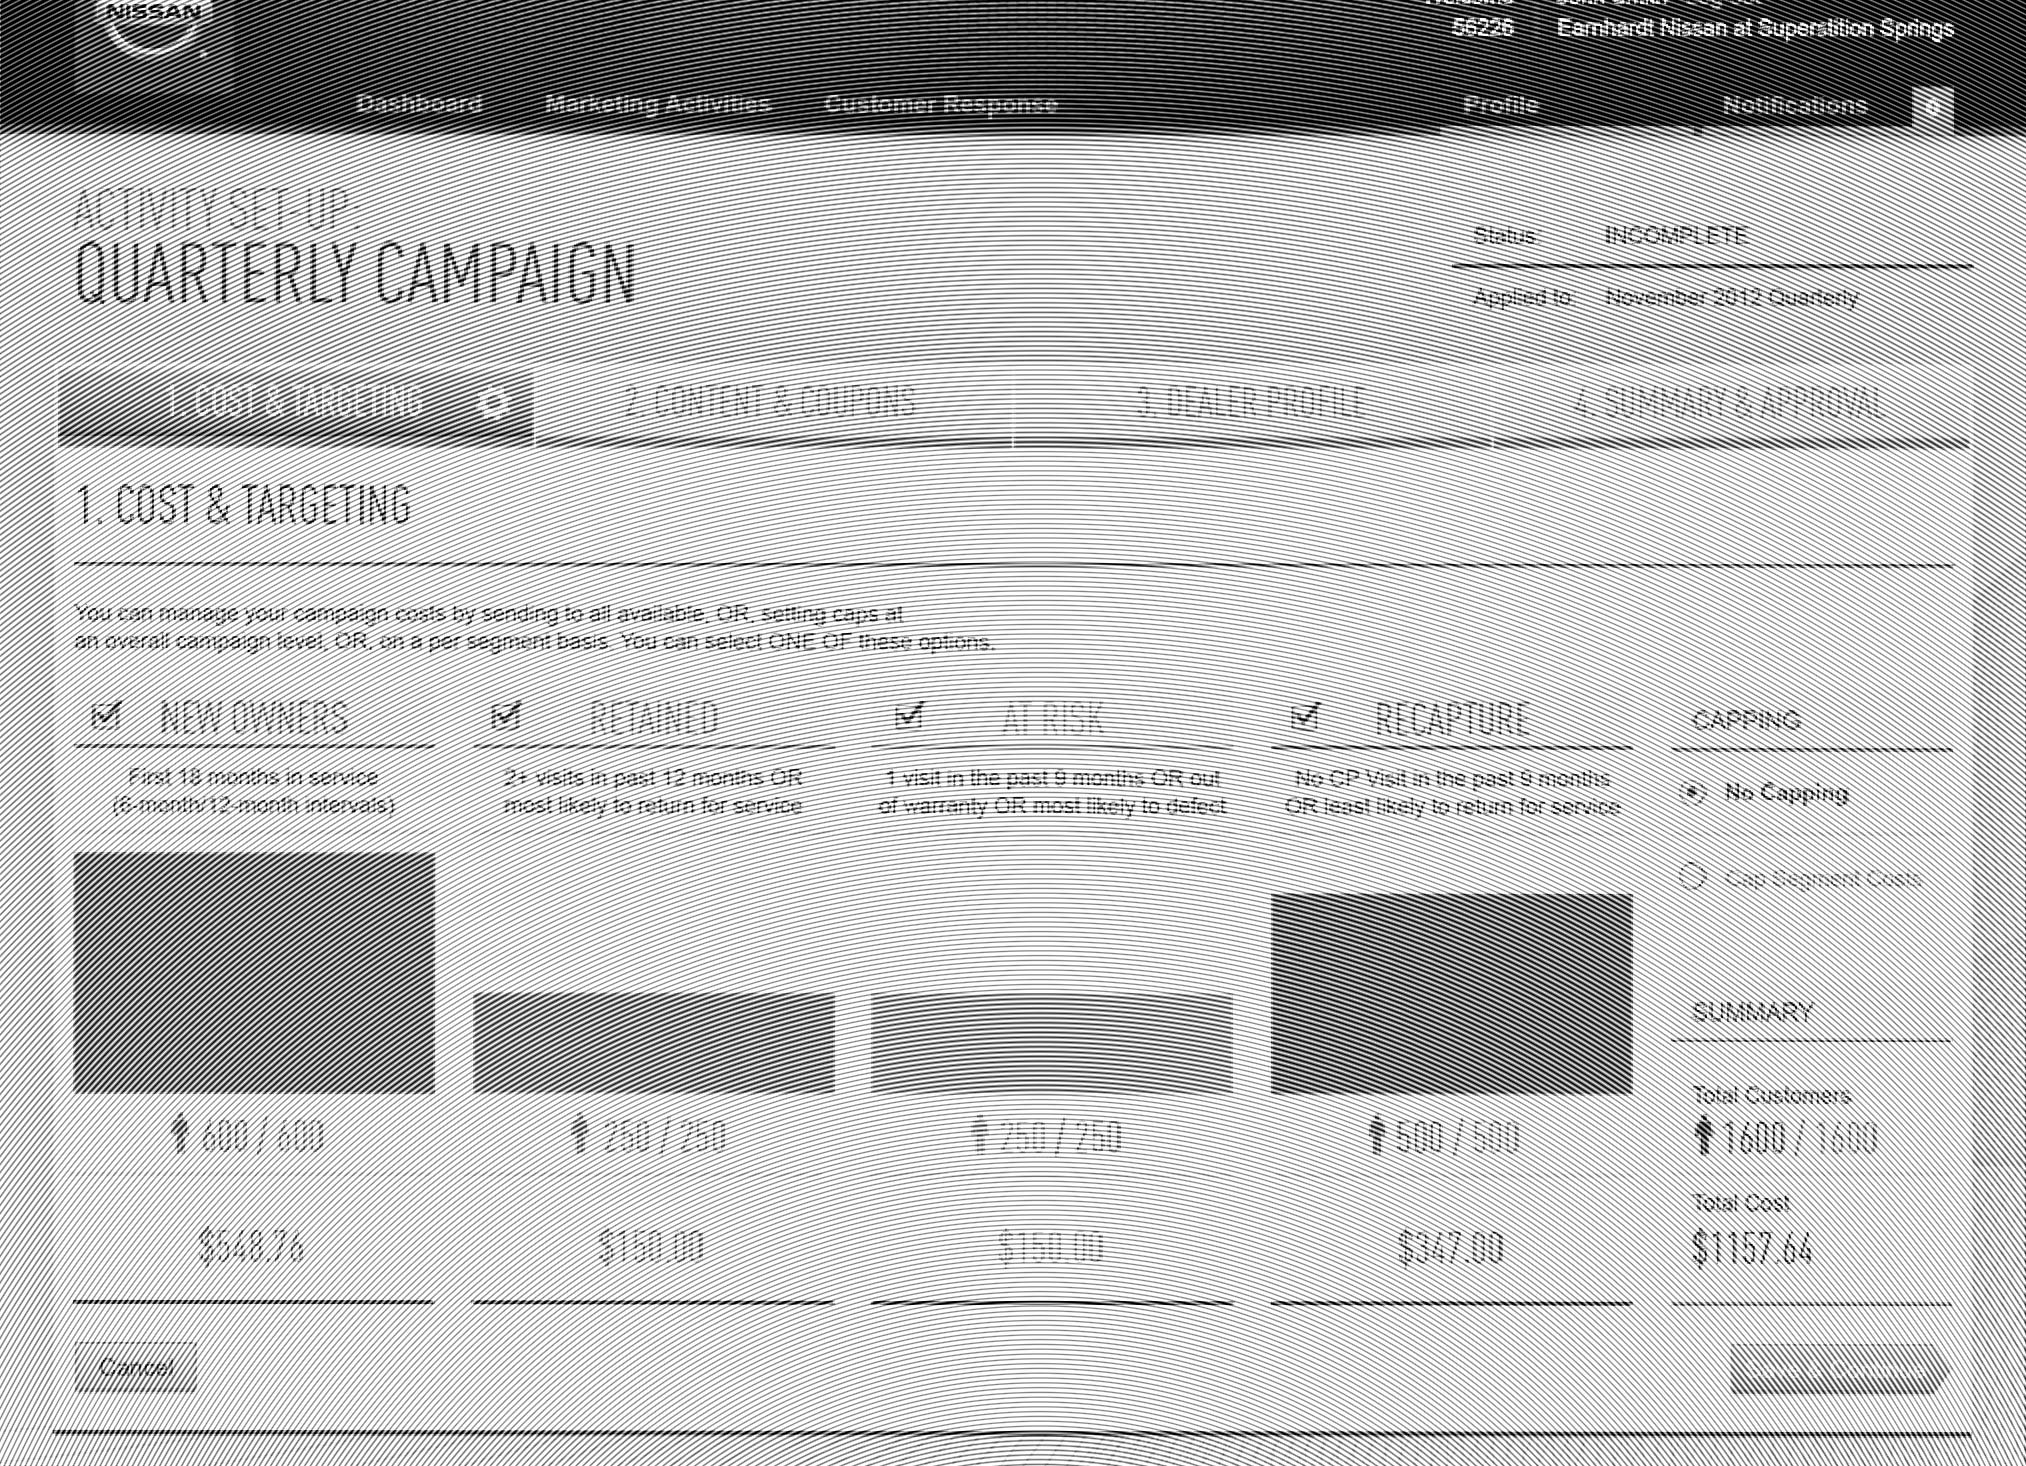 NISSAN
56226 Earnhardt Nissan at Superstition Springs
Dashboard Marketing Activities Customer Response Profile Notifications
ACTIVITY SET-UP:
QUARTERLY CAMPAIGN
Status: INCOMPLETE
Applied to: November 2012 Quarterly
1. COST & TARGETING 2. CONTENT & COUPONS 3. DEALER PROFILE 4. SUMMARY & APPROVAL
1. COST & TARGETING
You can manage your campaign costs by sending to all available, OR, setting caps at
an overall campaign level, OR, on a per segment basis. You can select ONE OF these options.
NEW OWNERS RETAINED AT RISK RECAPTURE CAPPING
First 18 months in service
(6-month/12-month intervals)
2+ visits in past 12 months OR
most likely to return for service
1 visit in the past 9 months OR out
of warranty OR most likely to defect
No CP Visit in the past 9 months
OR least likely to return for service
No Capping
Cap Segment Costs
SUMMARY
Total Customers
600 / 600 250 / 250 250 / 250 500 / 500 1600 / 1600
Total Cost
$548.76 $150.00 $150.00 $347.00 $1157.64
Cancel